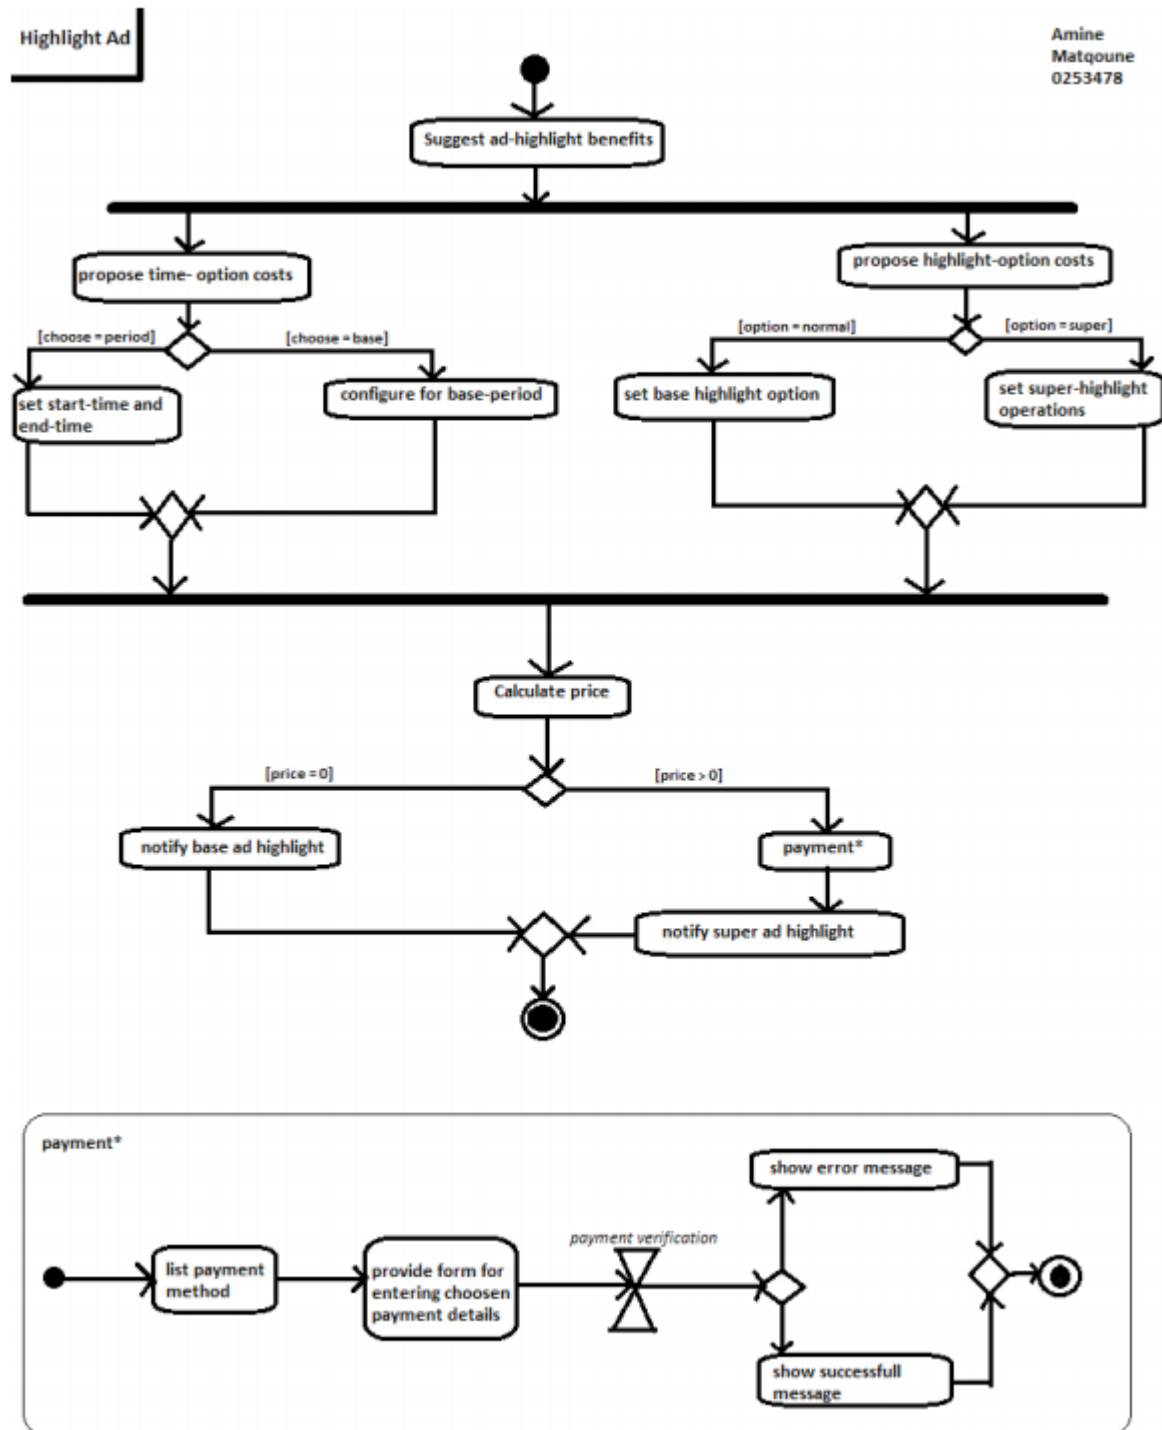 Highlight Ad
Amine
Matqoune
0253478
Suggest ad-highlight benefits
propose time- option costs
propose highlight-option costs
[choose = period]
[choose = base]
[option = normal]
[option = super]
set start-time and
end-time
configure for base-period
set base highlight option
set super-highlight
operations
Calculate price
[price = 0]
[price > 0]
notify base ad highlight
payment*
notify super ad highlight
payment*
show error message
payment verification
list payment
method
provide form for
entering choosen
payment details
show successfull
message